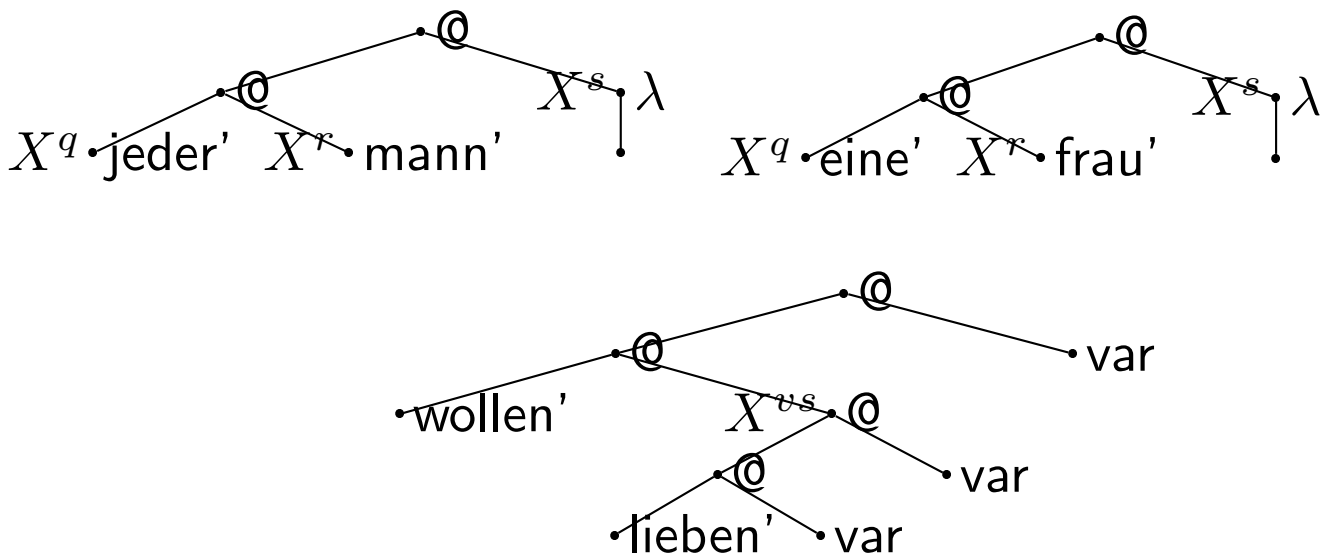 @ @
@ X^s λ @ X^s λ
X^q jeder’ X^r mann’ X^q eine’ X^r frau’
@
@ var
wollen’ X^{vs} @
@ var
lieben’ var